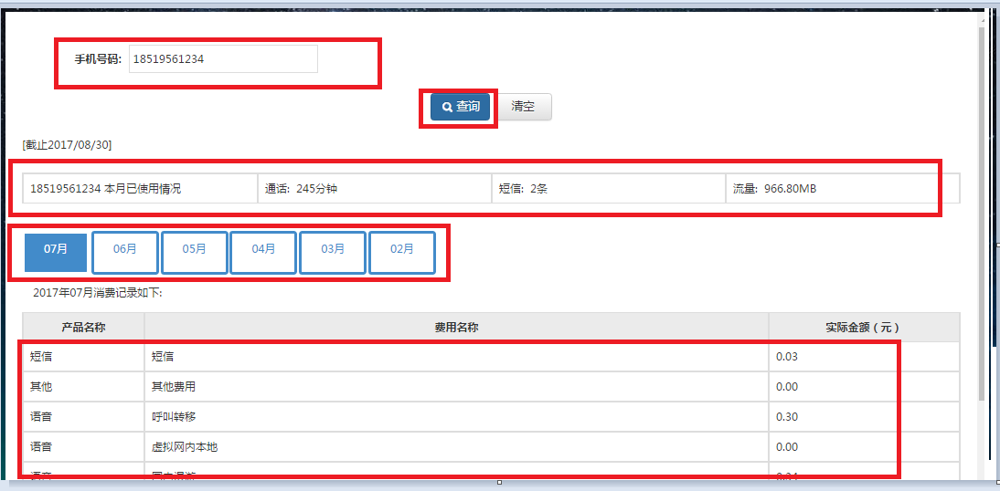 手机号码: 18519561234
查询 清空
[截止2017/08/30]
18519561234 本月已使用情况 通话: 245分钟 短信: 2条 流量: 966.80MB
07月 06月 05月 04月 03月 02月
2017年07月消费记录如下:
产品名称 费用名称 实际金额(元)
短信 短信 0.03
其他 其他费用 0.00
语音 呼叫转移 0.30
语音 虚拟网内本地 0.00
语音